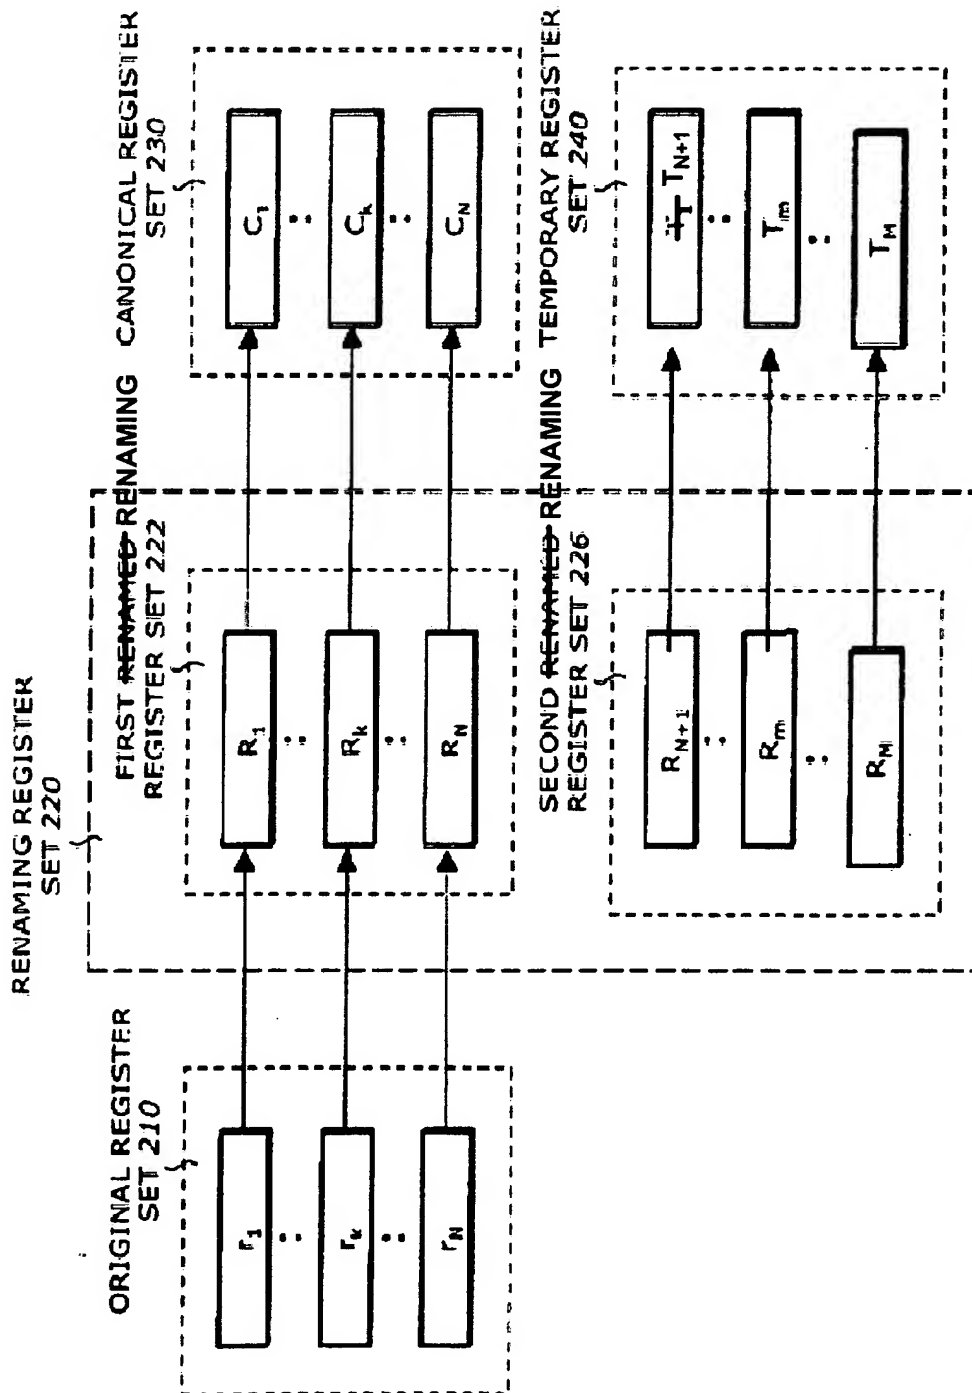 RENAMING REGISTER
SET 220
ORIGINAL REGISTER
SET 210
r1
rk
rN
FIRST RENAMED RENAMING
REGISTER SET 222
R1
Rk
RN
CANONICAL REGISTER
SET 230
C1
Ck
CN
SECOND RENAMED RENAMING
REGISTER SET 226
RN+1
Rm
RM
TEMPORARY REGISTER
SET 240
T1 TN+1
Tm
TM